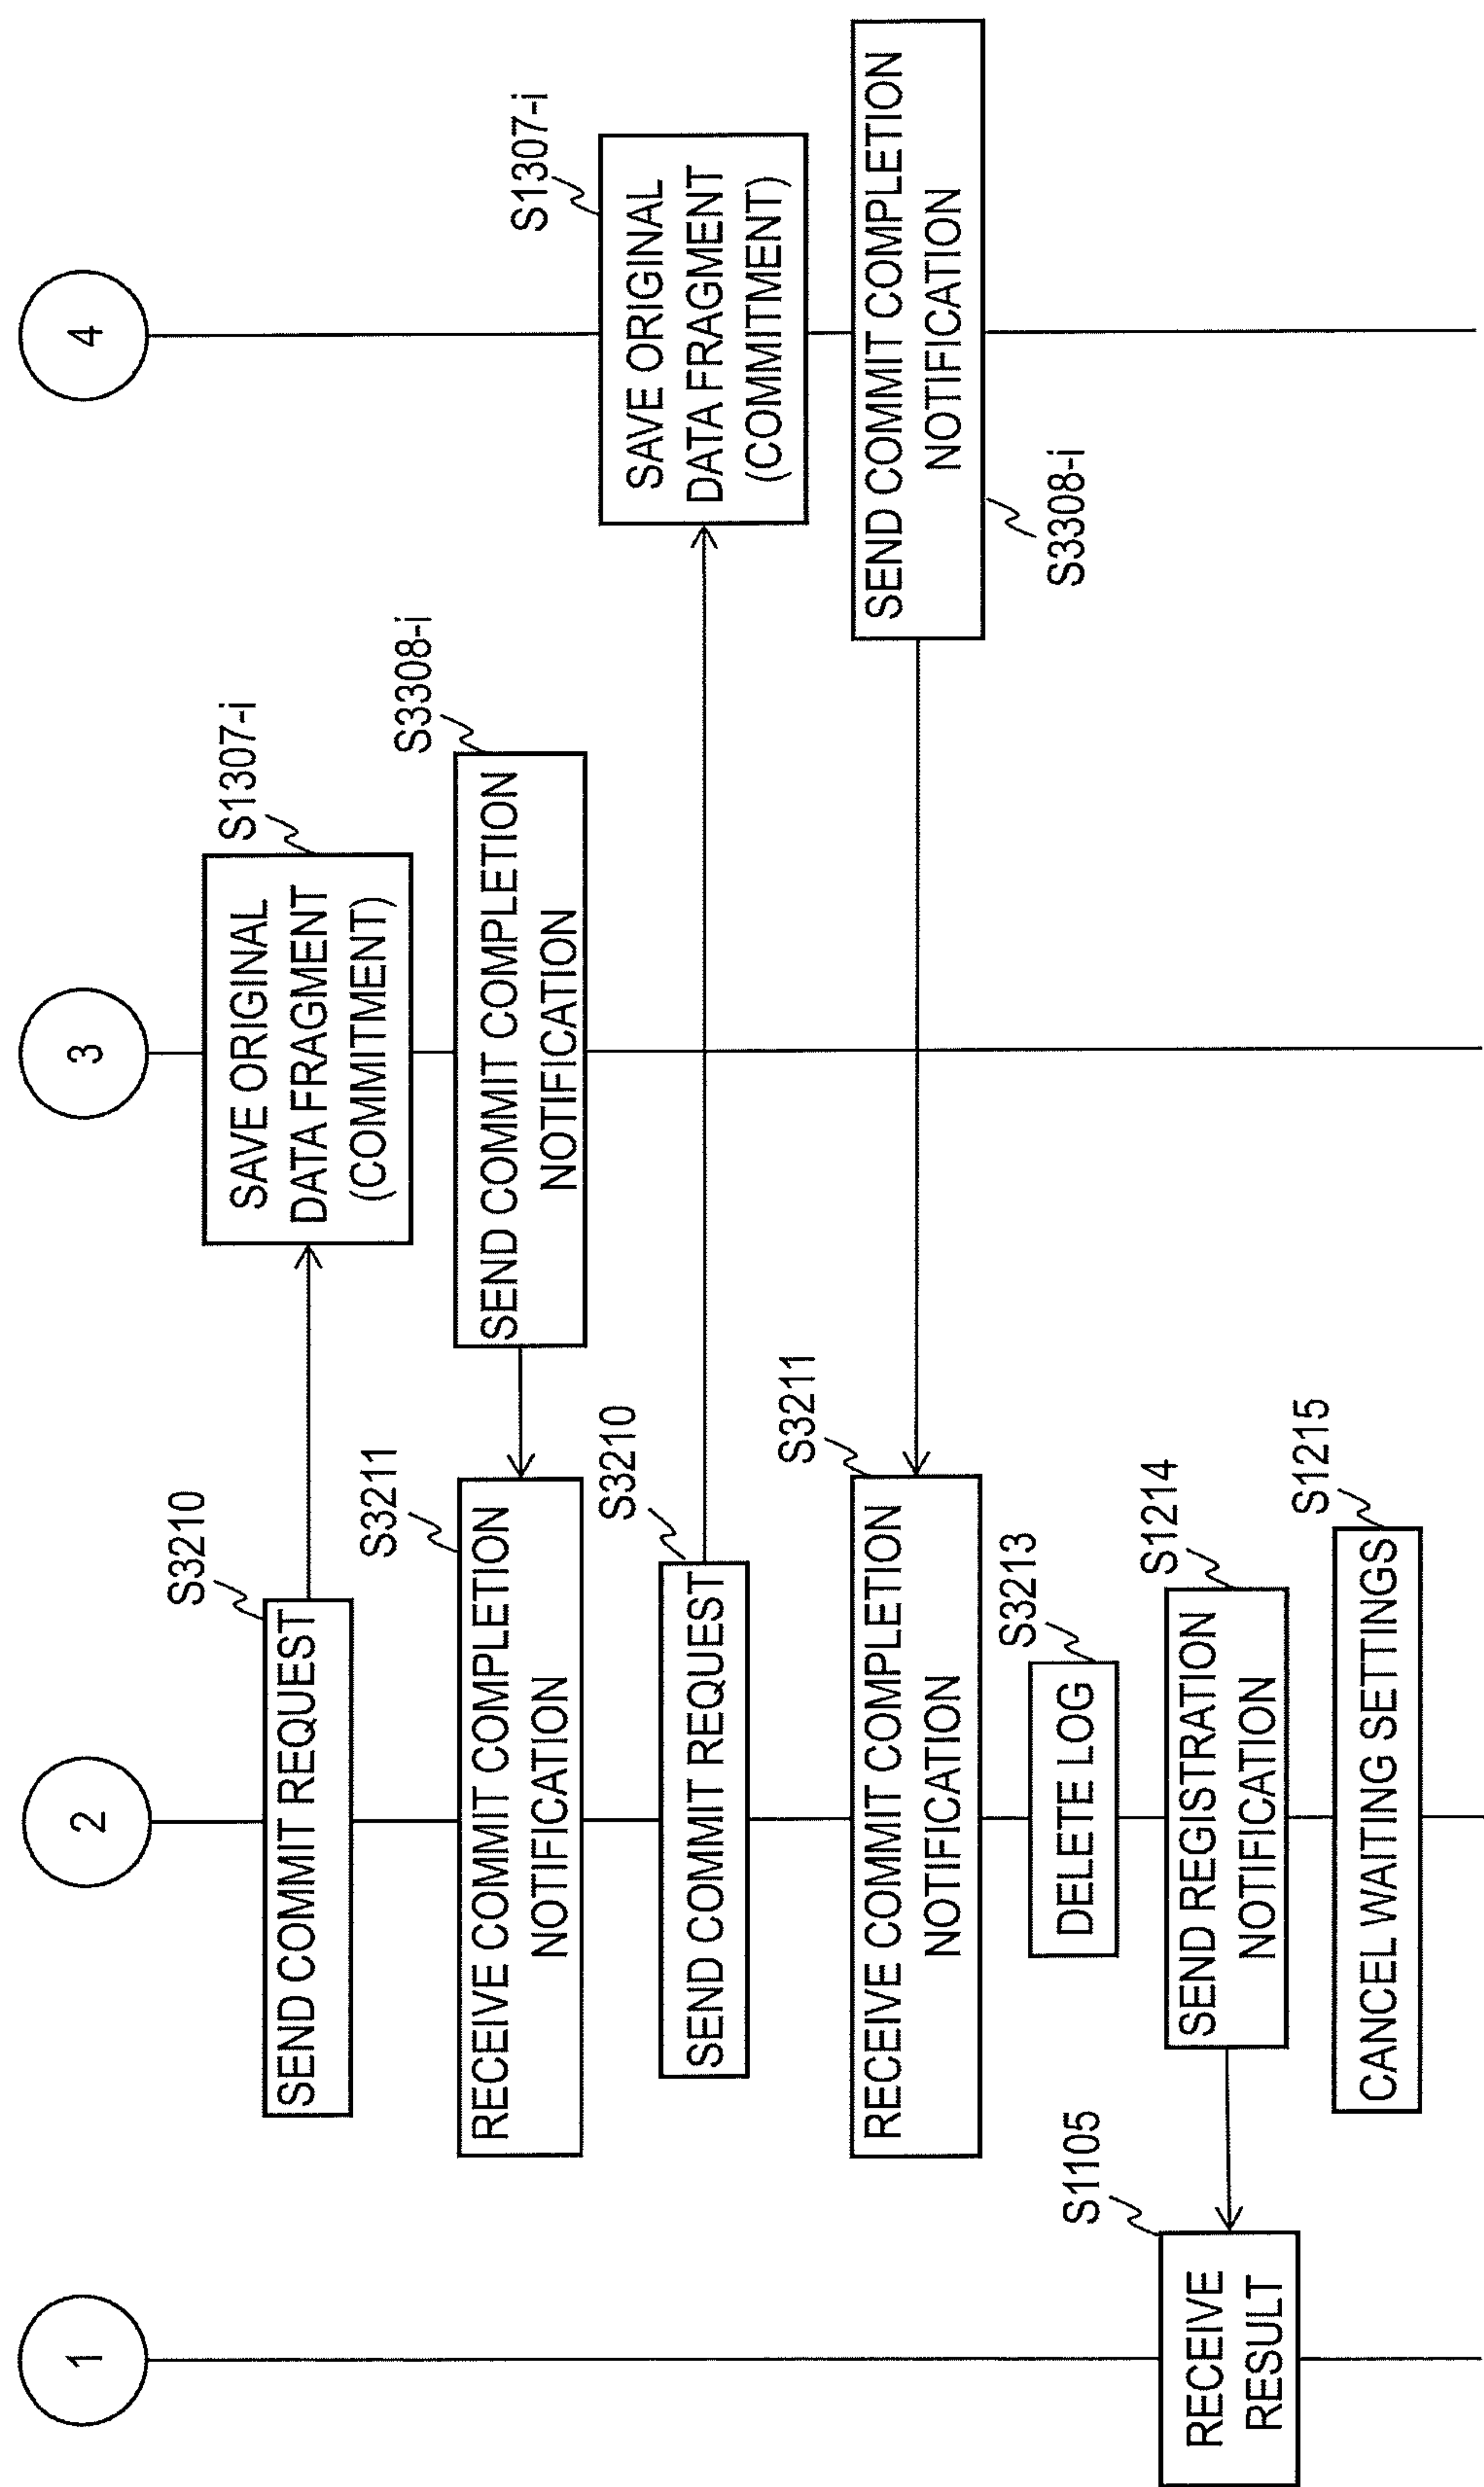 1
2
3
4
S3210
SEND COMMIT REQUEST
S1307-i
SAVE ORIGINAL
DATA FRAGMENT
(COMMITMENT)
S3211
RECEIVE COMMIT COMPLETION
NOTIFICATION
S3308-i
SEND COMMIT COMPLETION
NOTIFICATION
S3210
SEND COMMIT REQUEST
S1307-i
SAVE ORIGINAL
DATA FRAGMENT
(COMMITMENT)
S3211
RECEIVE COMMIT COMPLETION
NOTIFICATION
SEND COMMIT COMPLETION
NOTIFICATION
S3308-i
S3213
DELETE LOG
S1105
RECEIVE
RESULT
S1214
SEND REGISTRATION
NOTIFICATION
S1215
CANCEL WAITING SETTINGS